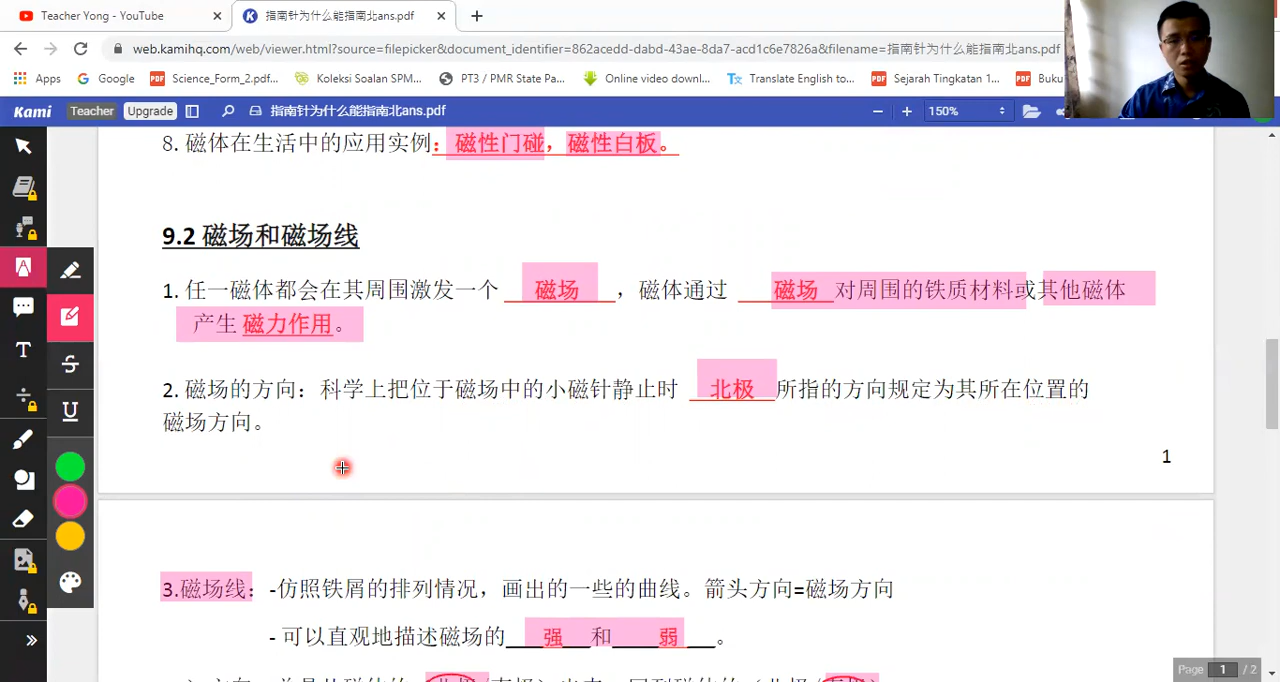 Teacher Yong - YouTube
指南针为什么能指南北ans.pdf
web.kamihq.com/web/viewer.html?source=filepicker&document_identifier=862acedd-dabd-43ae-8da7-acd1c6e7826a&filename=指南针为什么能指南北ans.pdf
Apps Google Science_Form_2.pdf... Koleksi Soalan SPM... PT3 / PMR State Pa... Online video downl... Translate English to... Sejarah Tingkatan 1... Buku
Kami Teacher Upgrade 指南针为什么能指南北ans.pdf 150%
8. 磁体在生活中的应用实例：磁性门碰，磁性白板。
9.2 磁场和磁场线
1. 任一磁体都会在其周围激发一个 磁场 ，磁体通过 磁场 对周围的铁质材料或其他磁体
产生 磁力作用。
2. 磁场的方向：科学上把位于磁场中的小磁针静止时 北极 所指的方向规定为其所在位置的
磁场方向。
1
3.磁场线：-仿照铁屑的排列情况，画出的一些的曲线。箭头方向=磁场方向
- 可以直观地描述磁场的 强 和 弱 。
Page 1 / 2